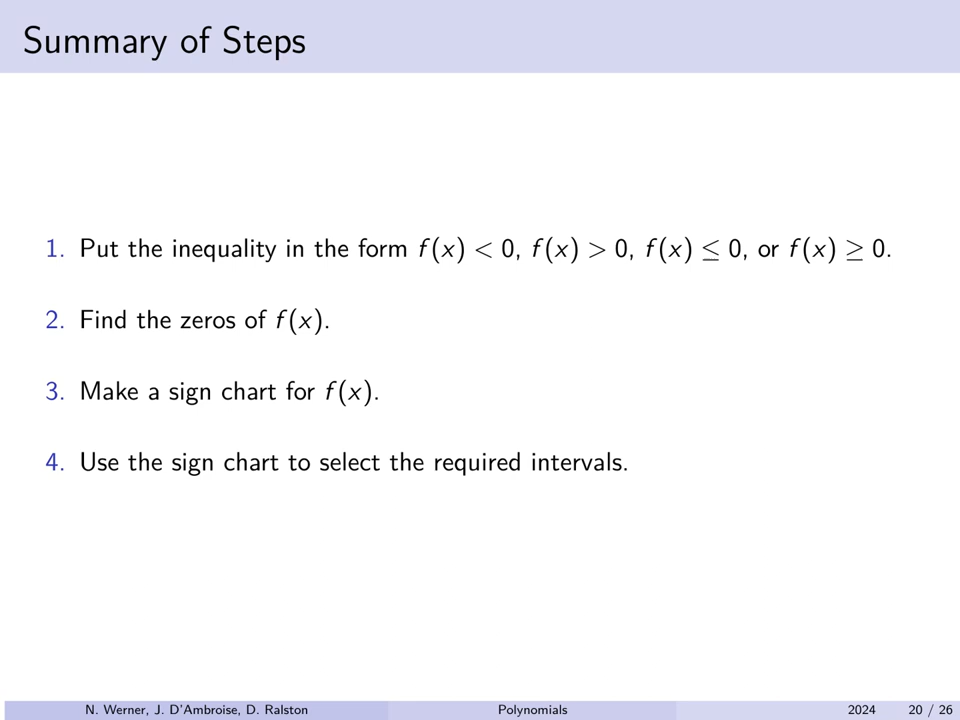 Summary of Steps
1. Put the inequality in the form f(x) < 0, f(x) > 0, f(x) ≤ 0, or f(x) ≥ 0.
2. Find the zeros of f(x).
3. Make a sign chart for f(x).
4. Use the sign chart to select the required intervals.
N. Werner, J. D'Ambroise, D. Ralston Polynomials 2024 20 / 26